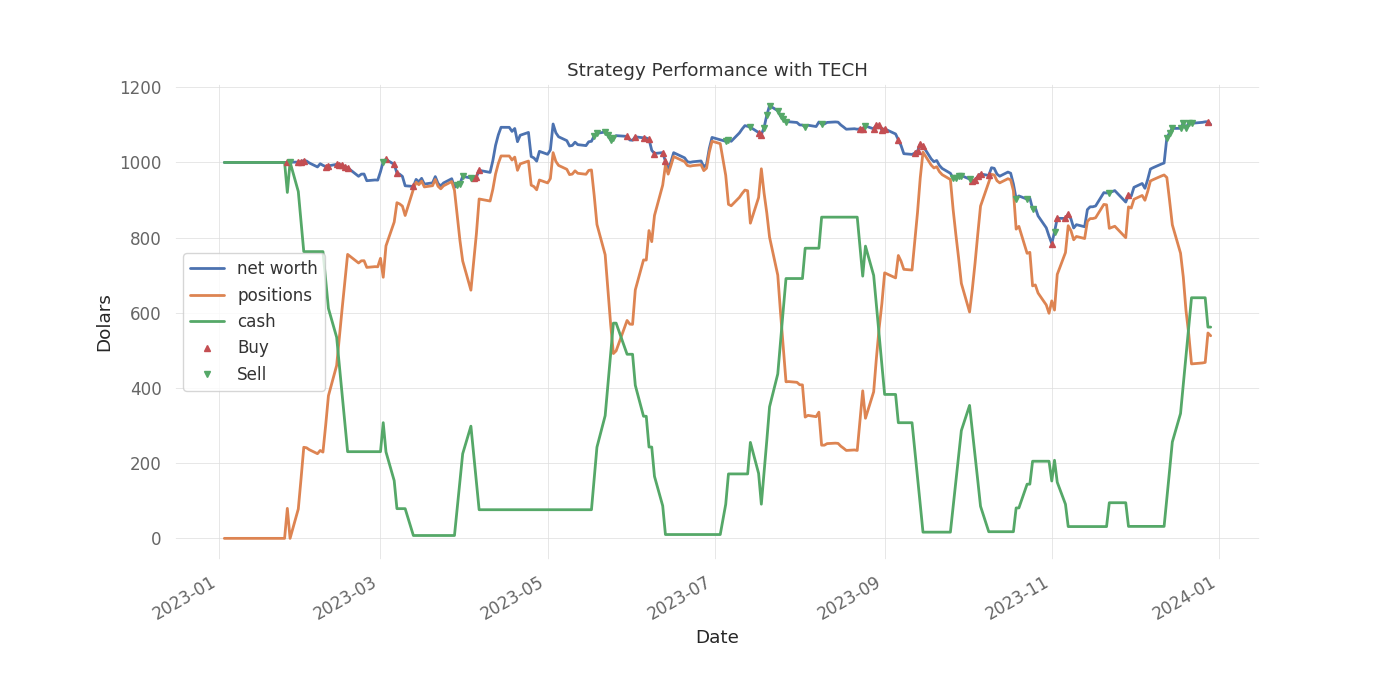 Strategy Performance with TECH
1200
1000
800
600
400
200
0
Dolars
net worth
positions
cash
Buy
Sell
2023-01
2023-03
2023-05
2023-07
2023-09
2023-11
2024-01
Date